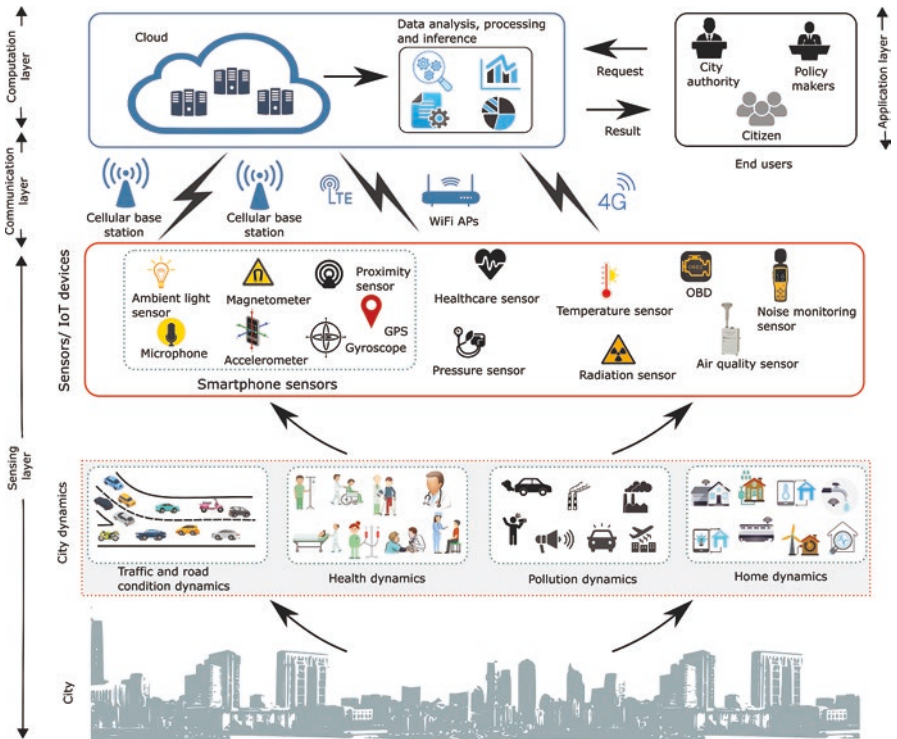 Computation
layer
Cloud
Data analysis, processing
and inference
Request
Result
City
authority
Policy
makers
Citizen
End users
Application layer
Communication
layer
Cellular base
station
Cellular base
station
LTE
WiFi APs
4G
Sensing
layer
Sensors/ IoT devices
Ambient light
sensor
Magnetometer
Proximity
sensor
Microphone
Accelerometer
GPS
Gyroscope
Smartphone sensors
Healthcare sensor
Pressure sensor
Temperature sensor
Radiation sensor
OBD
Air quality sensor
Noise monitoring
sensor
City dynamics
Traffic and road
condition dynamics
Health dynamics
Pollution dynamics
Home dynamics
City